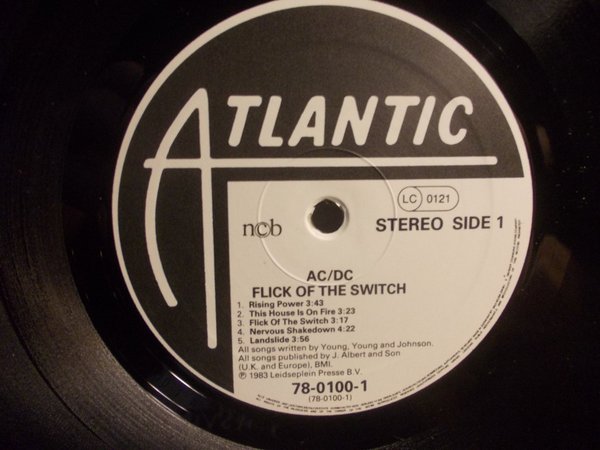 ATLANTIC
LC 0121
ncb
STEREO SIDE 1
AC/DC
FLICK OF THE SWITCH
1. Rising Power 3:43
2. This House Is On Fire 3:23
3. Flick Of The Switch 3:17
4. Nervous Shakedown 4:22
5. Landslide 3:56
All songs written by Young, Young and Johnson.
All songs published by J. Albert and Son
(U.K. and Europe), BMI.
℗ 1983 Leidseplein Presse B.V.
78-0100-1
(78-0100-1)